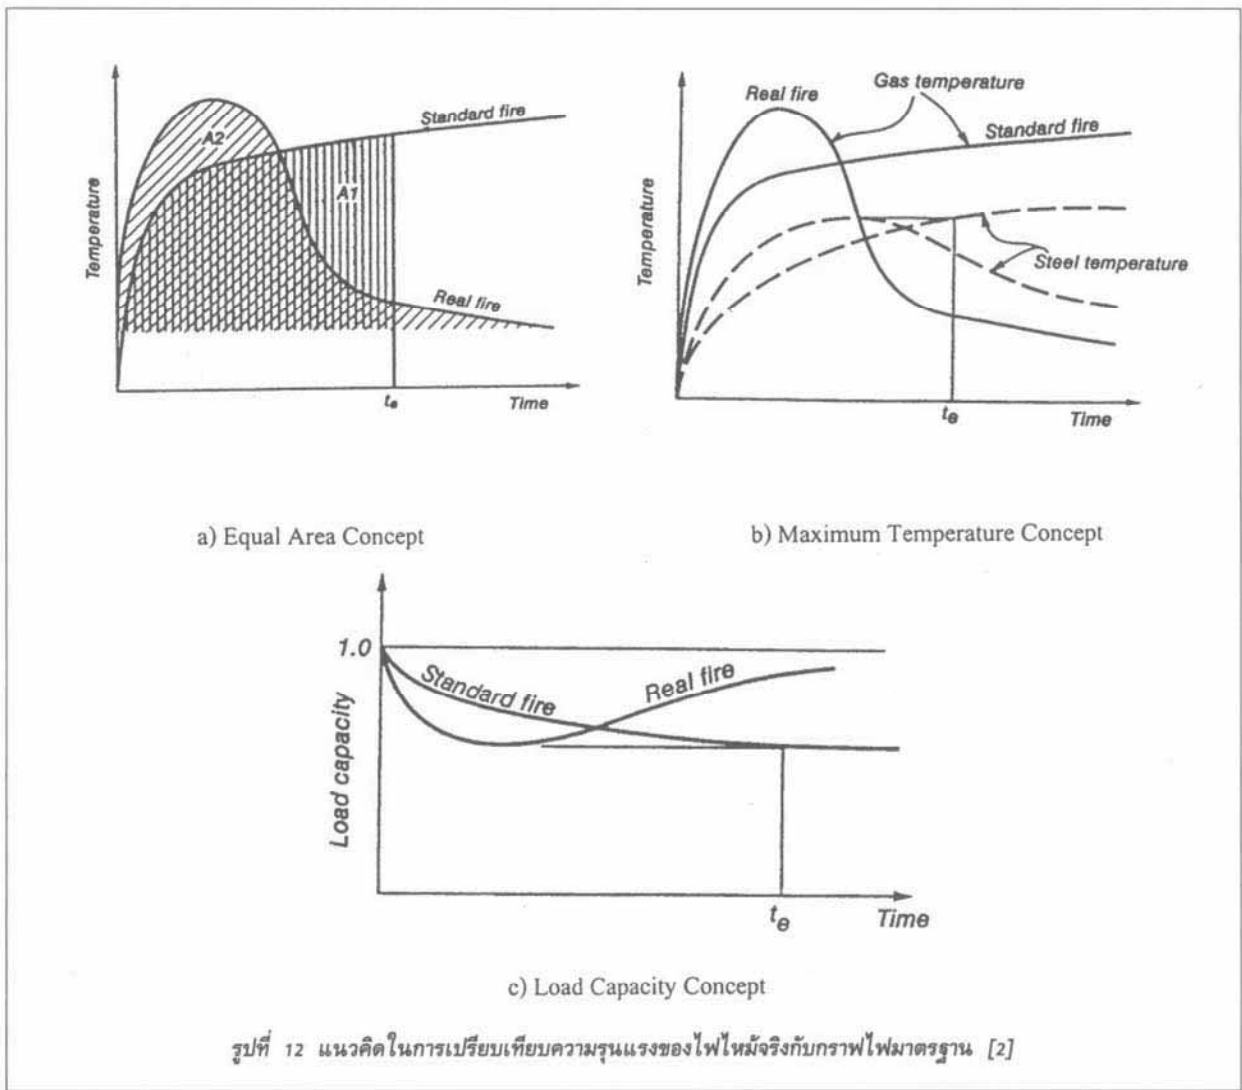 A2
Standard fire
A1
Real fire
Temperature
tₑ
Time
Real fire
Gas temperature
Standard fire
Steel temperature
Temperature
tₑ
Time
a) Equal Area Concept
b) Maximum Temperature Concept
1.0
Standard fire
Real fire
Load capacity
tₑ
Time
c) Load Capacity Concept
รูปที่ 12 แนวคิดในการเปรียบเทียบความรุนแรงของไฟไหม้จริงกับกราฟไฟมาตรฐาน [2]